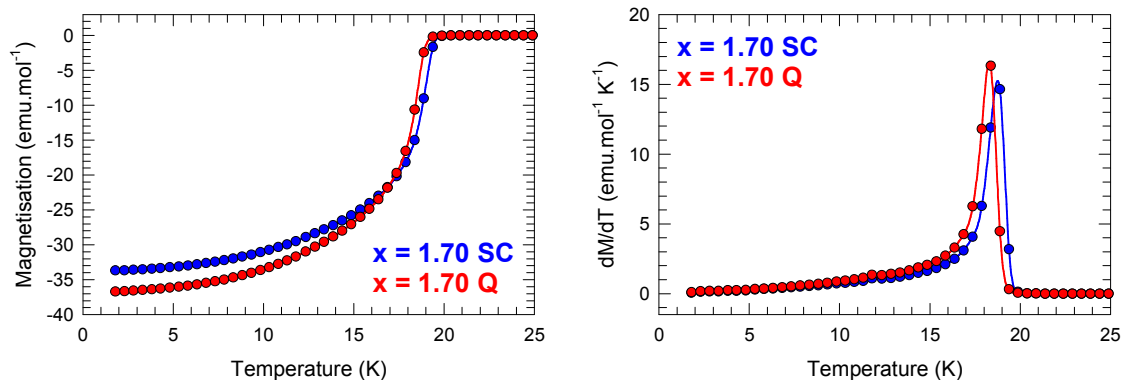 Magnetisation (emu.mol-1)
0
-5
-10
-15
-20
-25
-30
-35
-40
x = 1.70 SC
x = 1.70 Q
0 5 10 15 20 25
Temperature (K)
dM/dT (emu.mol-1 K-1)
20
15
10
5
0
x = 1.70 SC
x = 1.70 Q
0 5 10 15 20 25
Temperature (K)